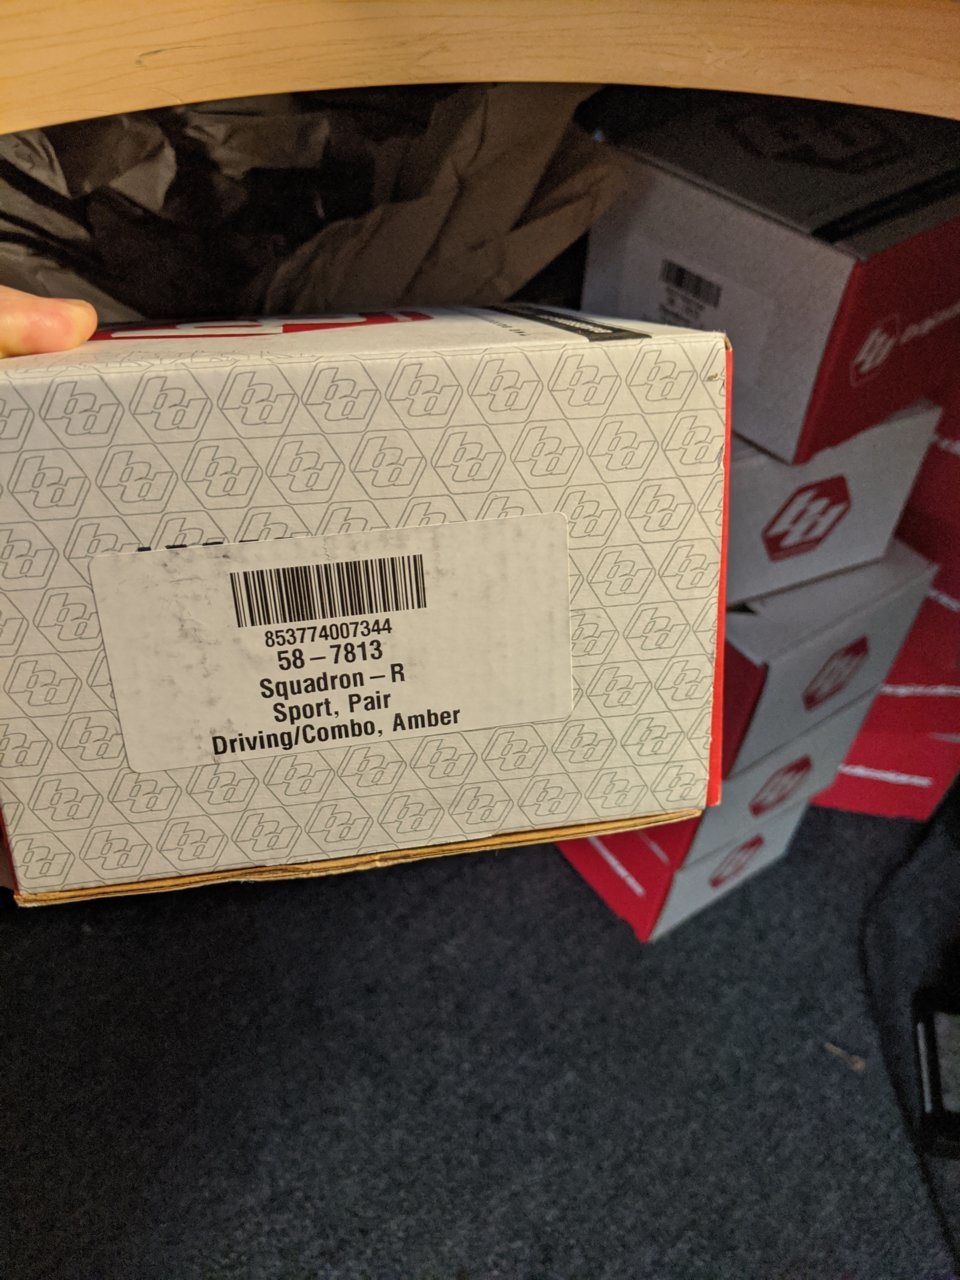 853774007344
58-7813
Squadron-R
Sport, Pair
Driving/Combo, Amber